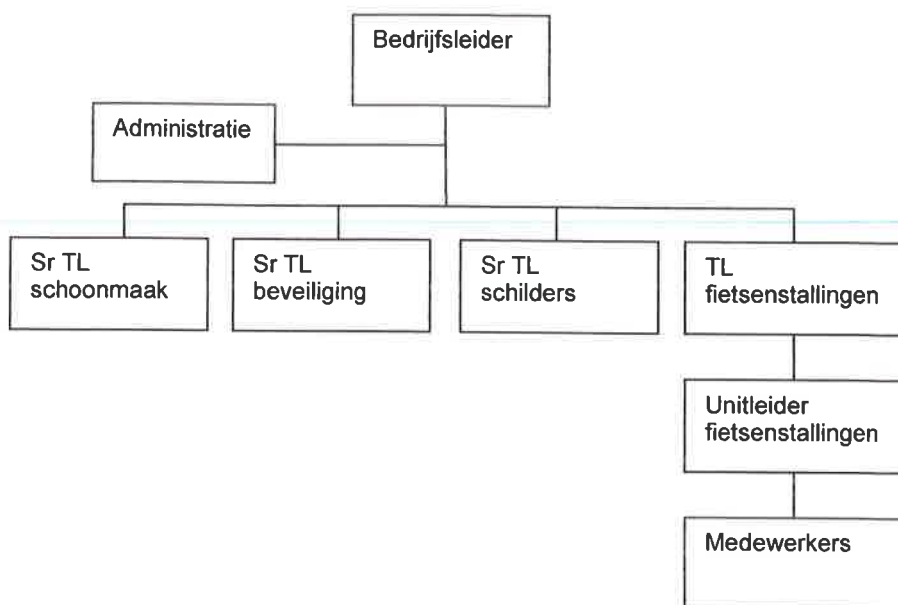 Bedrijfsleider
Administratie
Sr TL
schoonmaak
Sr TL
beveiliging
Sr TL
schilders
TL
fietsenstallingen
Unitleider
fietsenstallingen
Medewerkers